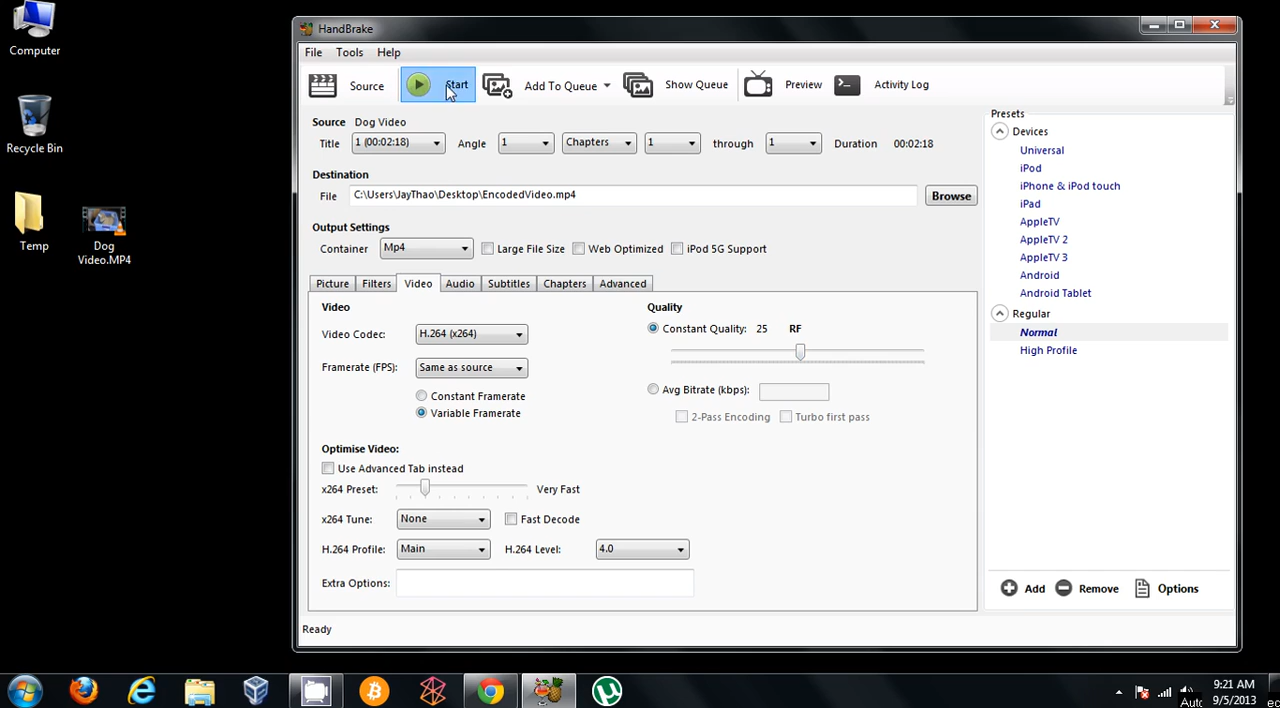 Computer
Recycle Bin
Temp
Dog
Video.MP4
HandBrake
File Tools Help
Source Start Add To Queue Show Queue Preview Activity Log
Source Dog Video
Title 1 (00:02:18) Angle 1 Chapters 1 through 1 Duration 00:02:18
Destination
File C:\Users\JayThao\Desktop\EncodedVideo.mp4 Browse
Output Settings
Container Mp4 Large File Size Web Optimized iPod 5G Support
Picture Filters Video Audio Subtitles Chapters Advanced
Video
Video Codec: H.264 (x264)
Framerate (FPS): Same as source
Constant Framerate
Variable Framerate
Quality
Constant Quality: 25 RF
Avg Bitrate (kbps):
2-Pass Encoding Turbo first pass
Optimise Video:
Use Advanced Tab instead
x264 Preset: Very Fast
x264 Tune: None Fast Decode
H.264 Profile: Main H.264 Level: 4.0
Extra Options:
Ready
Presets
Devices
Universal
iPod
iPhone & iPod touch
iPad
AppleTV
AppleTV 2
AppleTV 3
Android
Android Tablet
Regular
Normal
High Profile
Add Remove Options
9:21 AM
9/5/2013